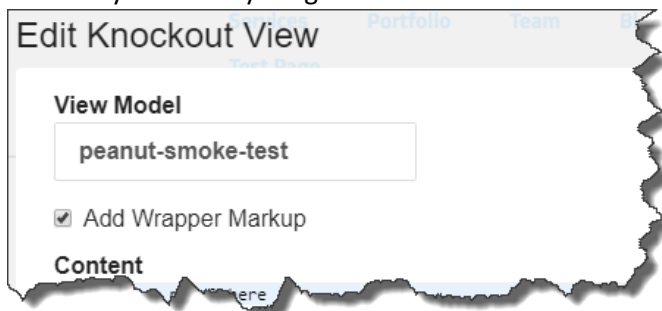 Services Portfolio Team
Edit Knockout View
Test Page
View Model
peanut-smoke-test
Add Wrapper Markup
Content